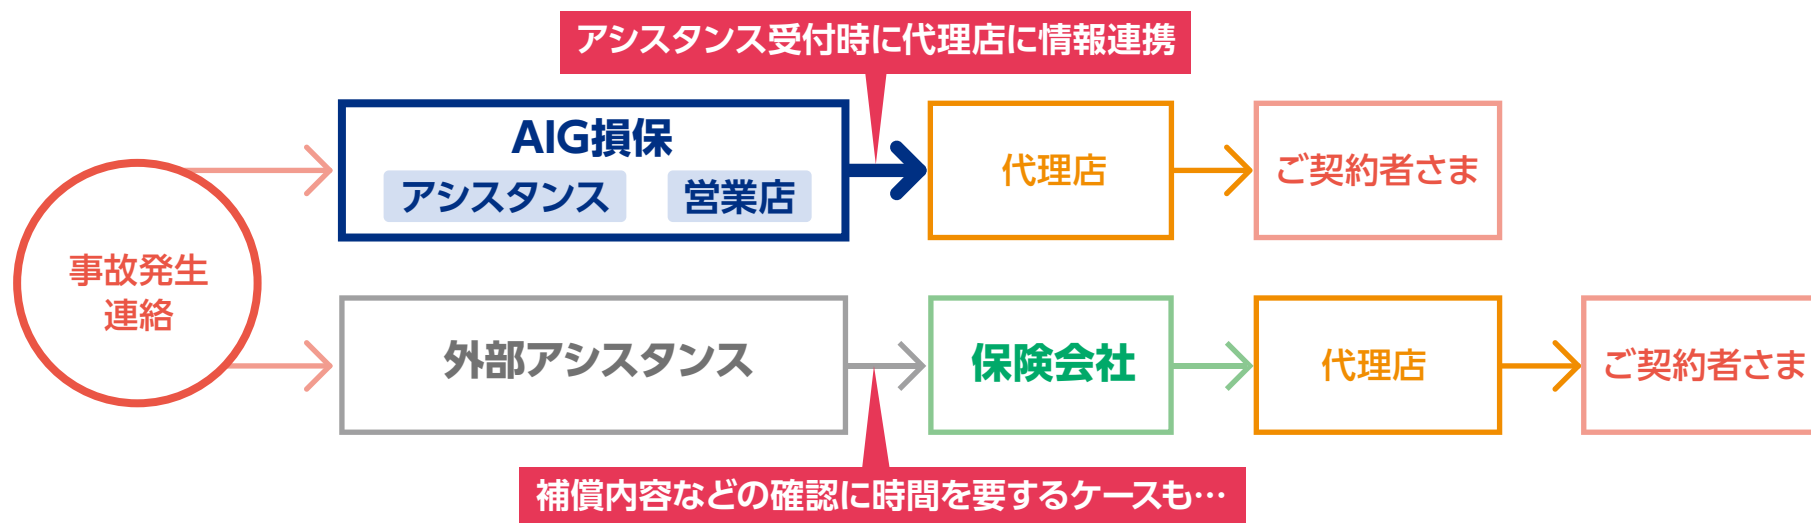 アシスタンス受付時に代理店に情報連携
AIG損保
アシスタンス 営業店
代理店
ご契約者さま
事故発生
連絡
外部アシスタンス
保険会社
代理店
ご契約者さま
補償内容などの確認に時間を要するケースも…